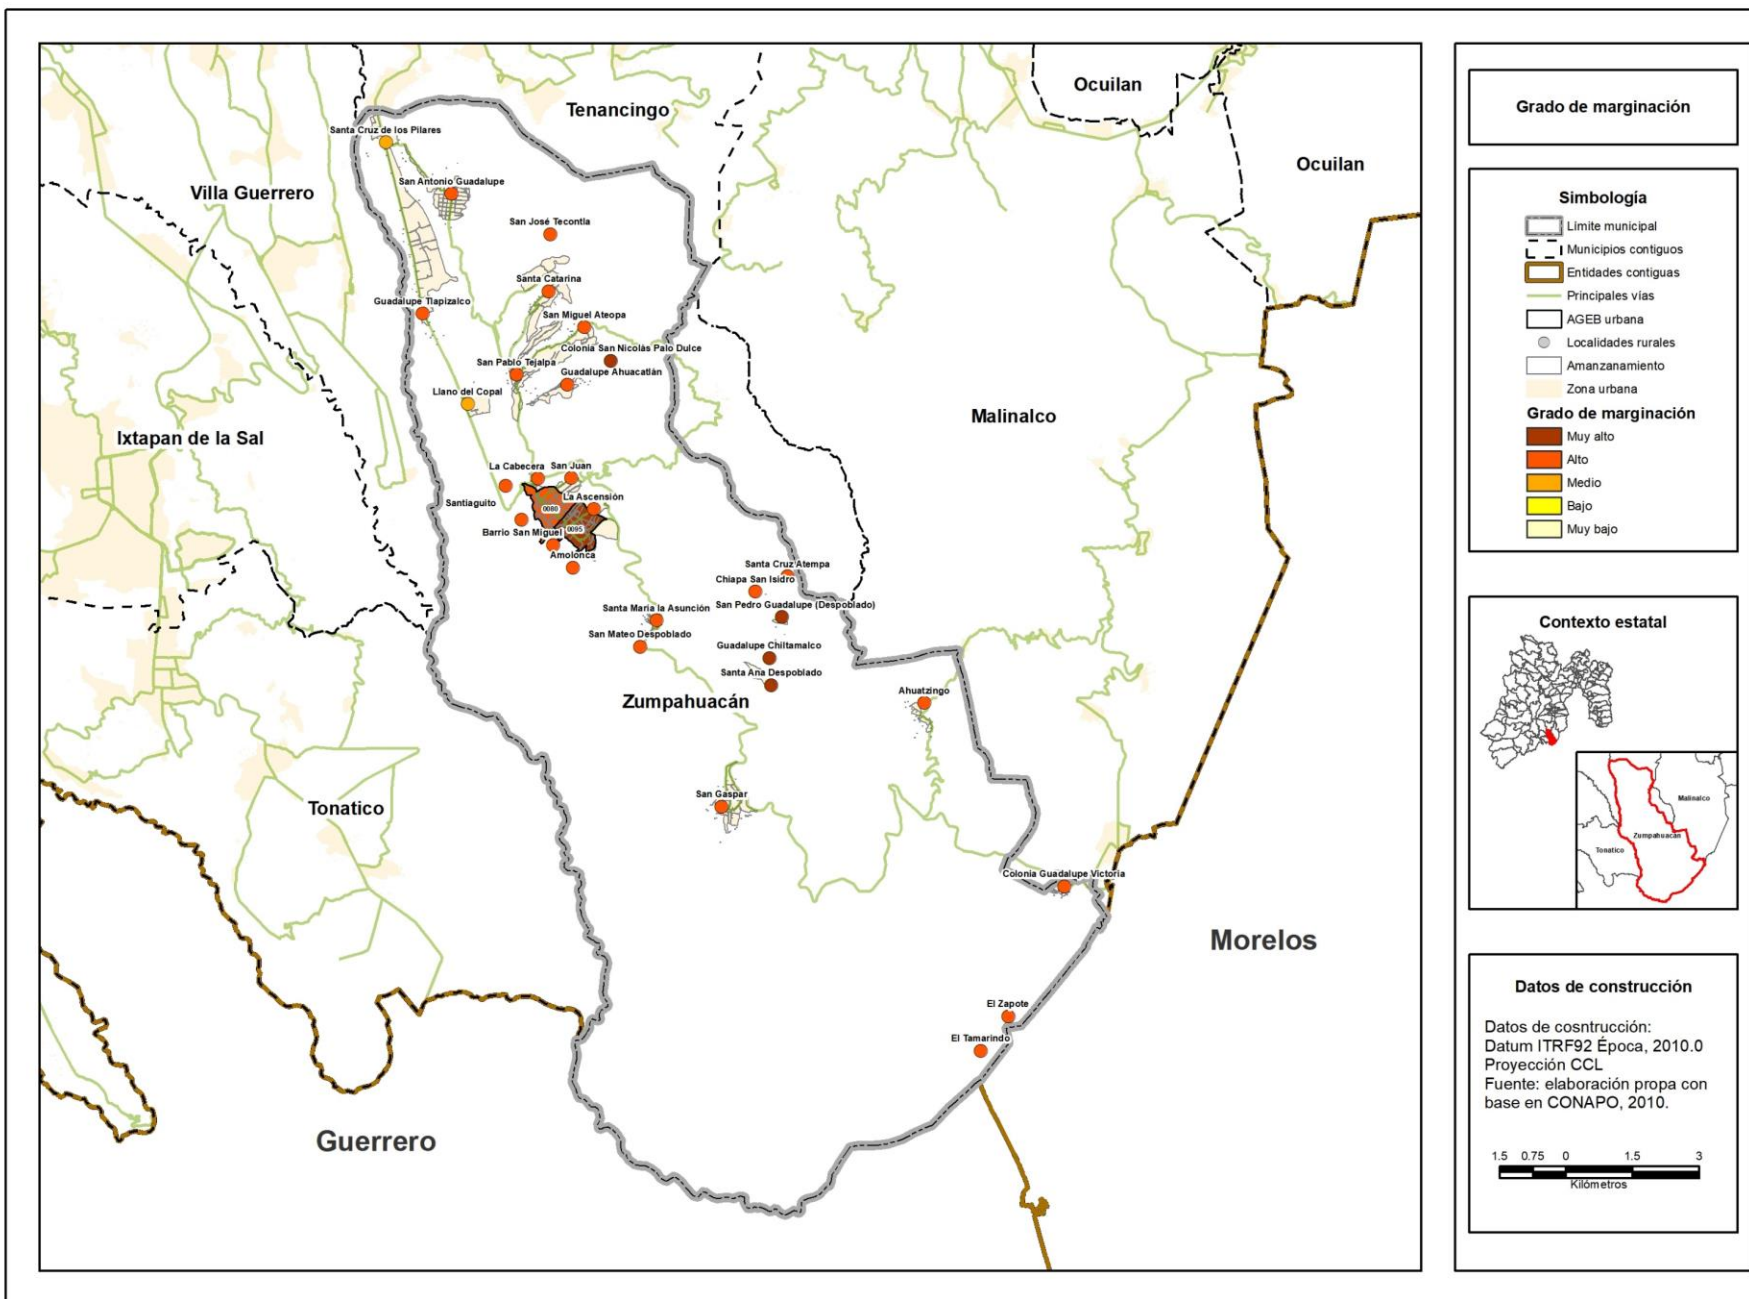 Ocuilan
Tenancingo
Santa Cruz de los Pilares
Ocuilan
San Antonio Guadalupe
Villa Guerrero
San José Tecontla
Santa Catarina
Guadalupe Tlapizalco
San Miguel Ateopa
Colonia San Nicolás Palo Dulce
San Pablo Tejalpa
Guadalupe Ahuacatlán
Llano del Copal
Malinalco
Ixtapan de la Sal
La Cabecera
San Juan
Santiaguito
La Ascensión
0080
0095
Barrio San Miguel
Amolonca
Santa Cruz Atempa
Chiapa San Isidro
Santa María la Asunción
San Pedro Guadalupe (Despoblado)
San Mateo Despoblado
Guadalupe Chiltamalco
Santa Ana Despoblado
Ahuatzingo
Zumpahuacán
San Gaspar
Tonatico
Colonia Guadalupe Victoria
Morelos
El Zapote
El Tamarindo
Guerrero
Grado de marginación
Simbología
Límite municipal
Municipios contiguos
Entidades contiguas
Principales vías
AGEB urbana
Localidades rurales
Amanzanamiento
Zona urbana
Grado de marginación
Muy alto
Alto
Medio
Bajo
Muy bajo
Contexto estatal
Malinalco
Zumpahuacán
Tonatico
Datos de construcción
Datos de cosntrucción:
Datum ITRF92 Época, 2010.0
Proyección CCL
Fuente: elaboración propa con
base en CONAPO, 2010.
1.5 0.75 0 1.5 3
Kilómetros